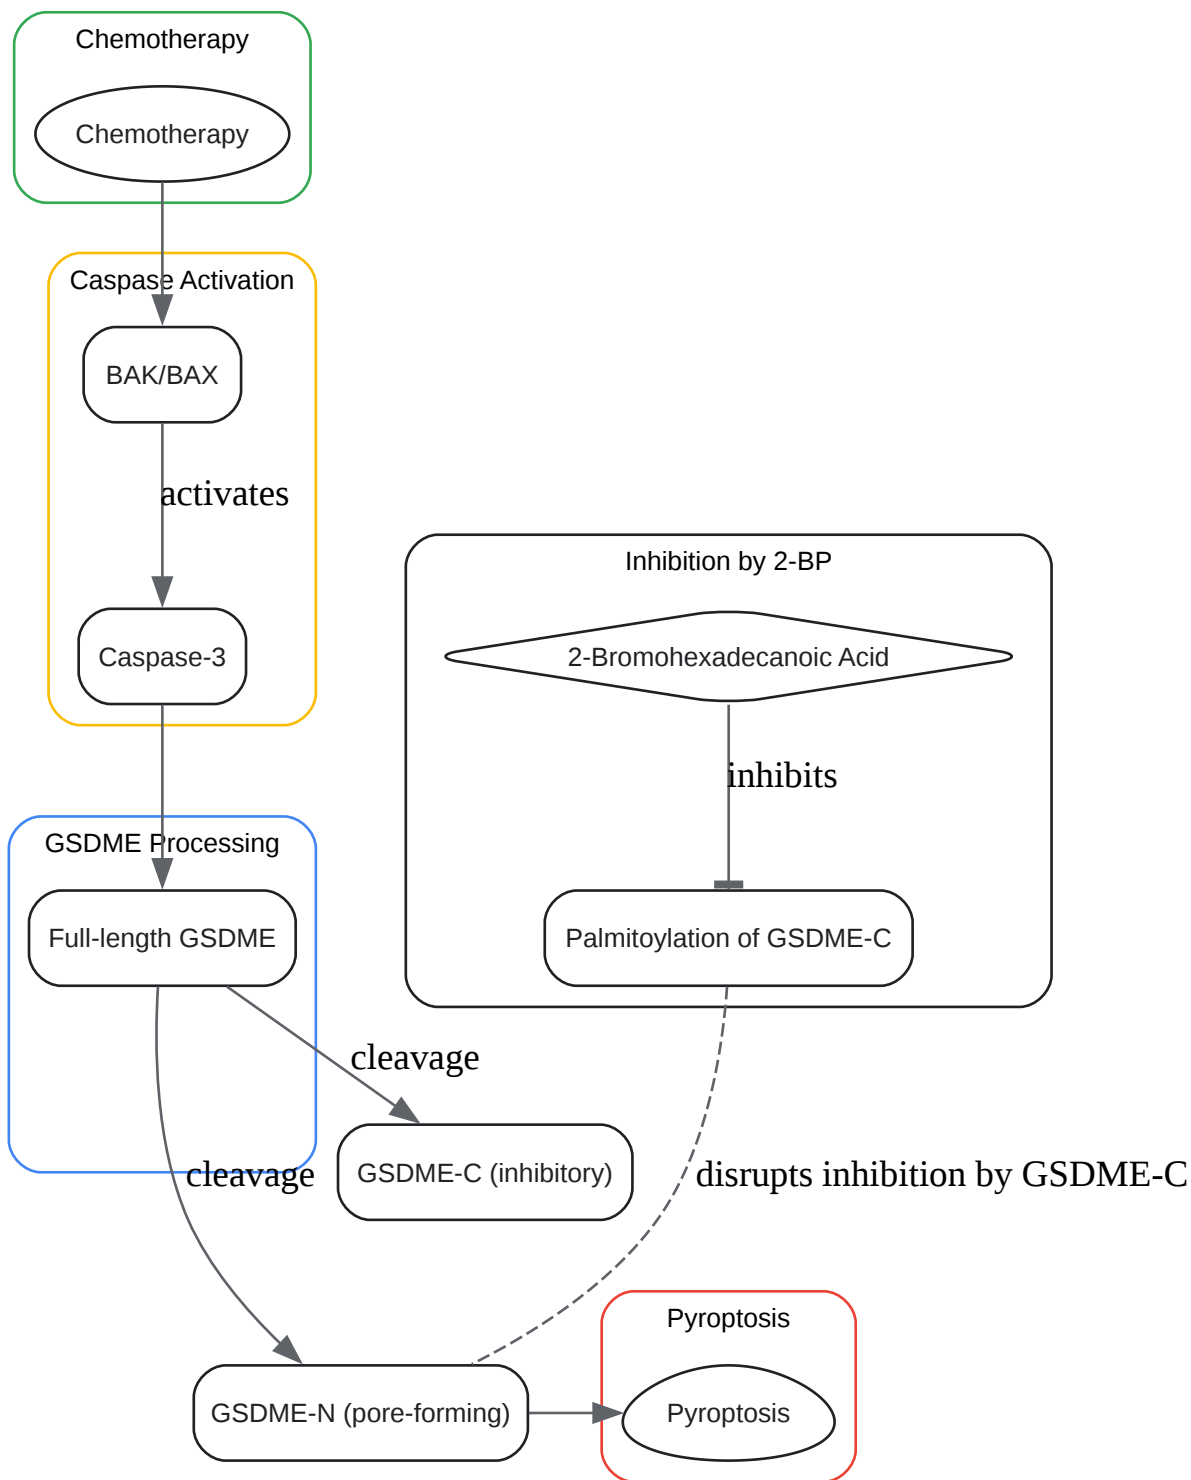 Chemotherapy
Chemotherapy
Caspase Activation
BAK/BAX
activates
Caspase-3
Inhibition by 2-BP
2-Bromohexadecanoic Acid
inhibits
Palmitoylation of GSDME-C
GSDME Processing
Full-length GSDME
cleavage
GSDME-C (inhibitory)
cleavage
disrupts inhibition by GSDME-C
GSDME-N (pore-forming)
Pyroptosis
Pyroptosis